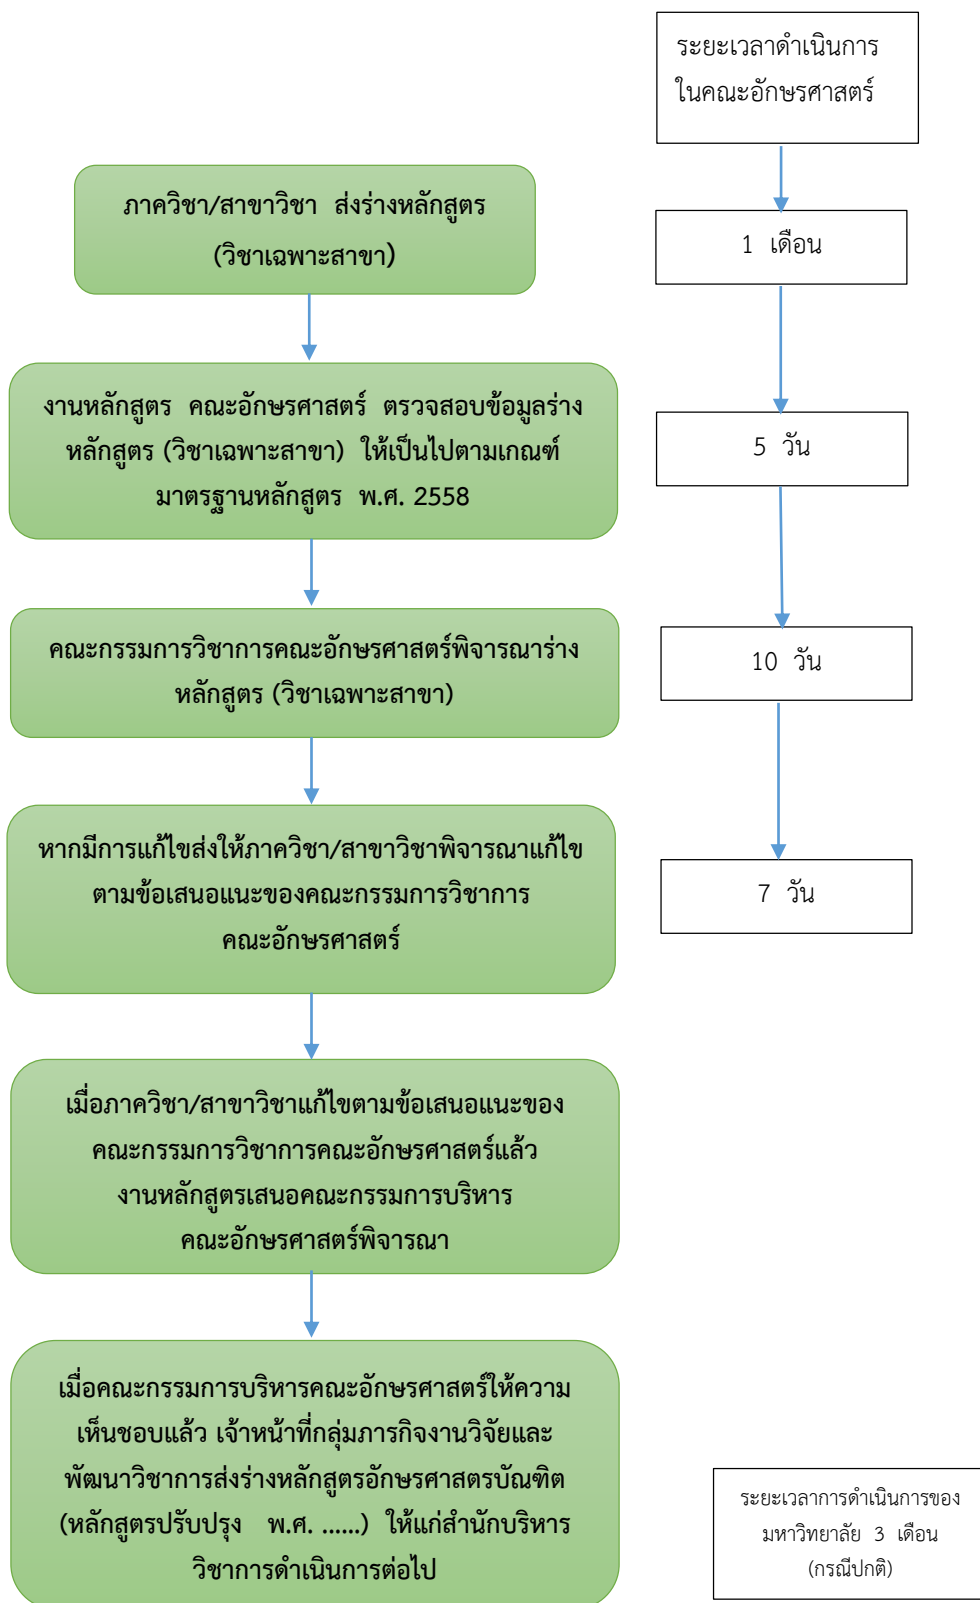 ระยะเวลาดำเนินการ
ในคณะอักษรศาสตร์
ภาควิชา/สาขาวิชา ส่งร่างหลักสูตร
(วิชาเฉพาะสาขา)
1 เดือน
งานหลักสูตร คณะอักษรศาสตร์ ตรวจสอบข้อมูลร่าง
หลักสูตร (วิชาเฉพาะสาขา) ให้เป็นไปตามเกณฑ์
มาตรฐานหลักสูตร พ.ศ. 2558
5 วัน
คณะกรรมการวิชาการคณะอักษรศาสตร์พิจารณาร่าง
หลักสูตร (วิชาเฉพาะสาขา)
10 วัน
หากมีการแก้ไขส่งให้ภาควิชา/สาขาวิชาพิจารณาแก้ไข
ตามข้อเสนอแนะของคณะกรรมการวิชาการ
คณะอักษรศาสตร์
7 วัน
เมื่อภาควิชา/สาขาวิชาแก้ไขตามข้อเสนอแนะของ
คณะกรรมการวิชาการคณะอักษรศาสตร์แล้ว
งานหลักสูตรเสนอคณะกรรมการบริหาร
คณะอักษรศาสตร์พิจารณา
เมื่อคณะกรรมการบริหารคณะอักษรศาสตร์ให้ความ
เห็นชอบแล้ว เจ้าหน้าที่กลุ่มภารกิจงานวิจัยและ
พัฒนาวิชาการส่งร่างหลักสูตรอักษรศาสตรบัณฑิต
(หลักสูตรปรับปรุง พ.ศ. ......) ให้แก่สำนักบริหาร
วิชาการดำเนินการต่อไป
ระยะเวลาการดำเนินการของ
มหาวิทยาลัย 3 เดือน
(กรณีปกติ)